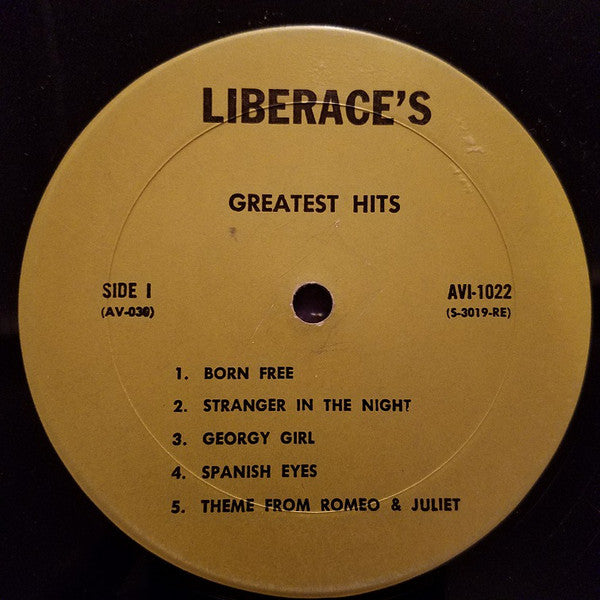 LIBERACE'S
GREATEST HITS
SIDE 1 AVI-1022
(AV-030) (S-3019-RE)
1. BORN FREE
2. STRANGER IN THE NIGHT
3. GEORGY GIRL
4. SPANISH EYES
5. THEME FROM ROMEO & JULIET